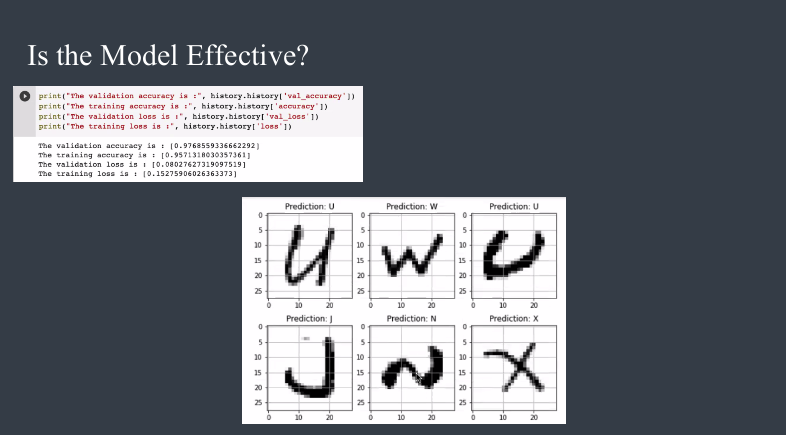 Is the Model Effective?
print("The validation accuracy is :", history.history['val_accuracy'])
print("The training accuracy is :", history.history['accuracy'])
print("The validation loss is :", history.history['val_loss'])
print("The training loss is :", history.history['loss'])
The validation accuracy is : [0.9768559336662292]
The training accuracy is : [0.9571318030357361]
The validation loss is : [0.08027627319097519]
The training loss is : [0.15275906026363373]
Prediction: U Prediction: W Prediction: U
0 0 0
5 5 5
10 10 10
15 15 15
20 20 20
25 25 25
0 10 20 0 10 20 0 10 20
Prediction: J Prediction: N Prediction: X
0 0 0
5 5 5
10 10 10
15 15 15
20 20 20
25 25 25
0 10 20 0 10 20 0 10 20